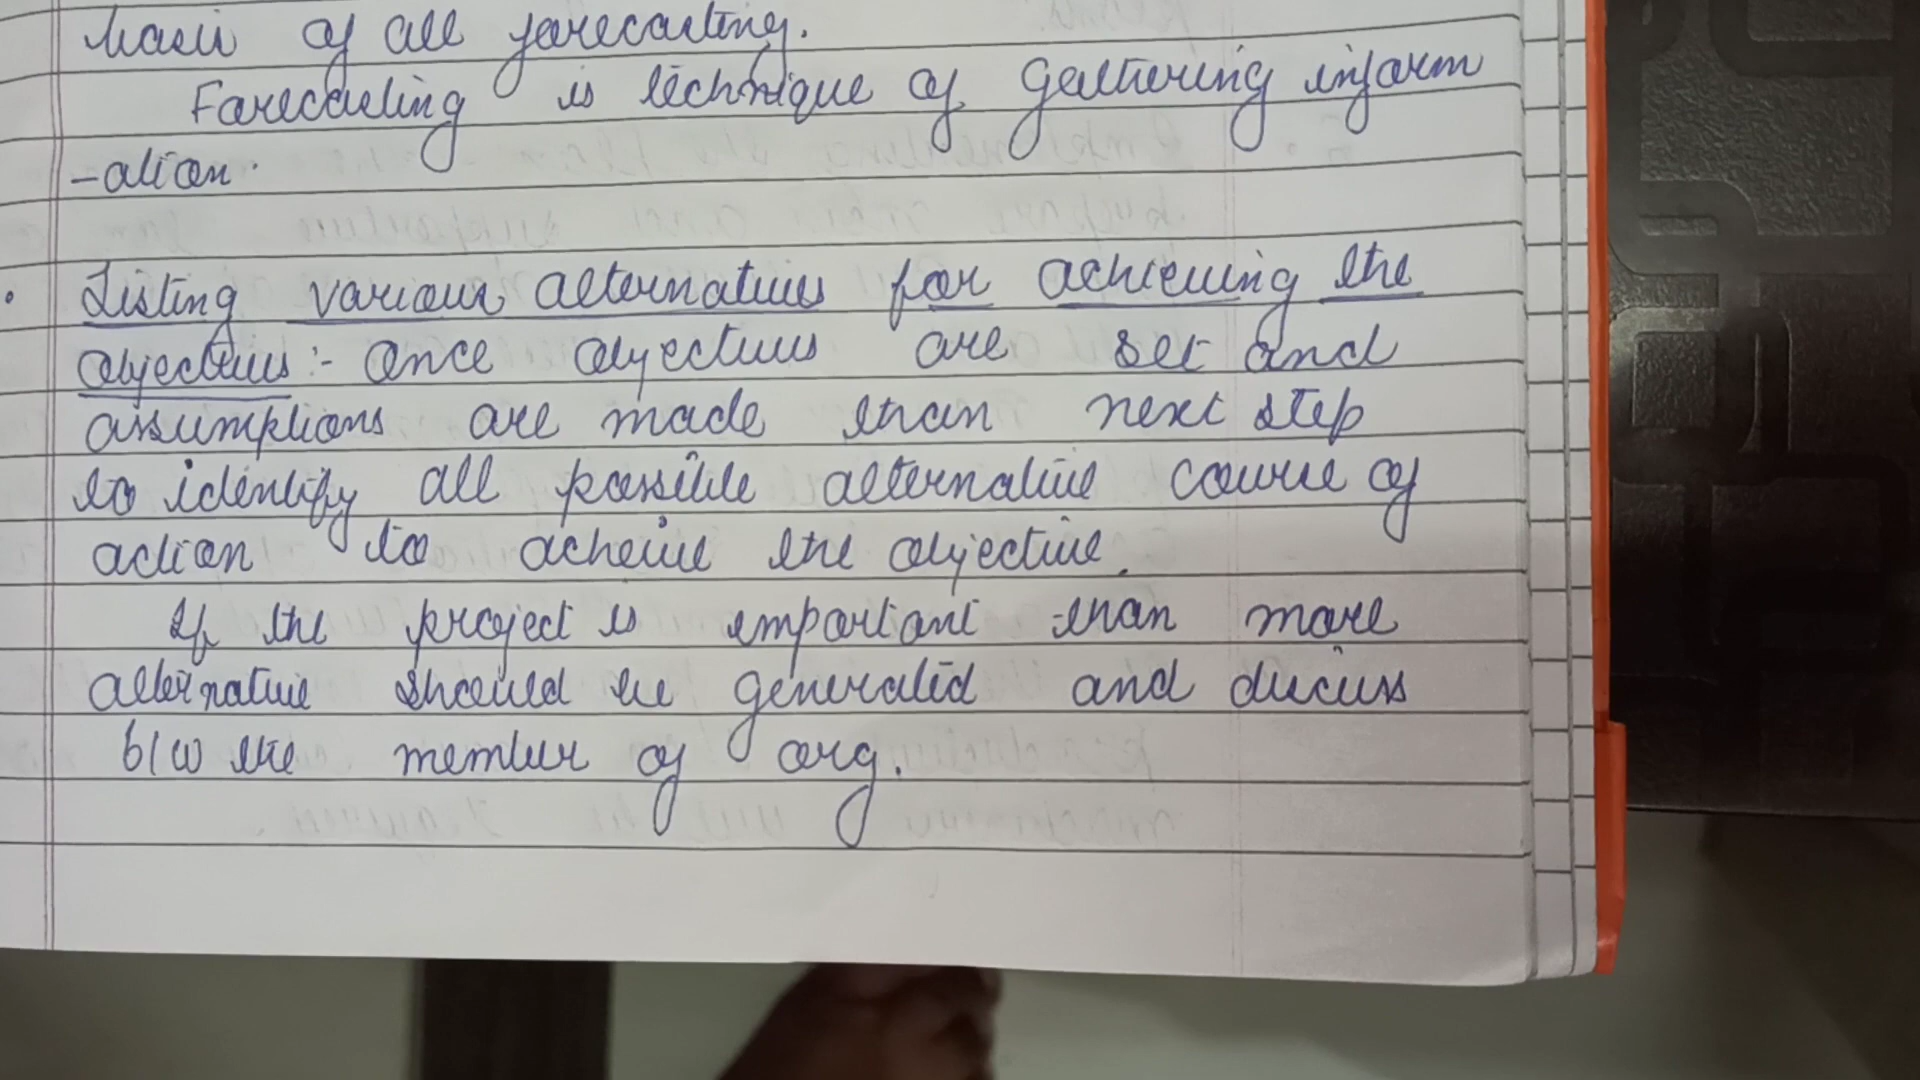 basis of all forecasting.
Forecasting is technique of gathering inform
-ation.
• Listing various alternatives for achieving the
objectives :- once objectives are set and
assumptions are made than next step
to identify all possible alternative course of
action to acheive the objective.
If the project is important than more
alternative should be generated and discuss
b/w the member of org.